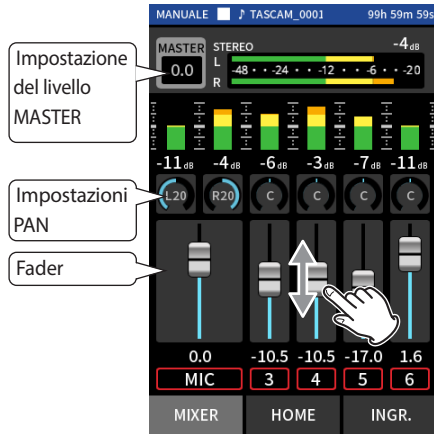 MANUALE ♪ TASCAM_0001 99h 59m 59s
Impostazione
del livello
MASTER
MASTER STEREO -4dB
0.0
L
-48 · · -24 · · -12 · · -6 · · -20
R
-11dB -4dB -6dB -3dB -7dB -11dB
Impostazioni
PAN
L20 R20 C C C C
Fader
0.0 -10.5 -10.5 -17.0 1.6
MIC 3 4 5 6
MIXER HOME INGR.